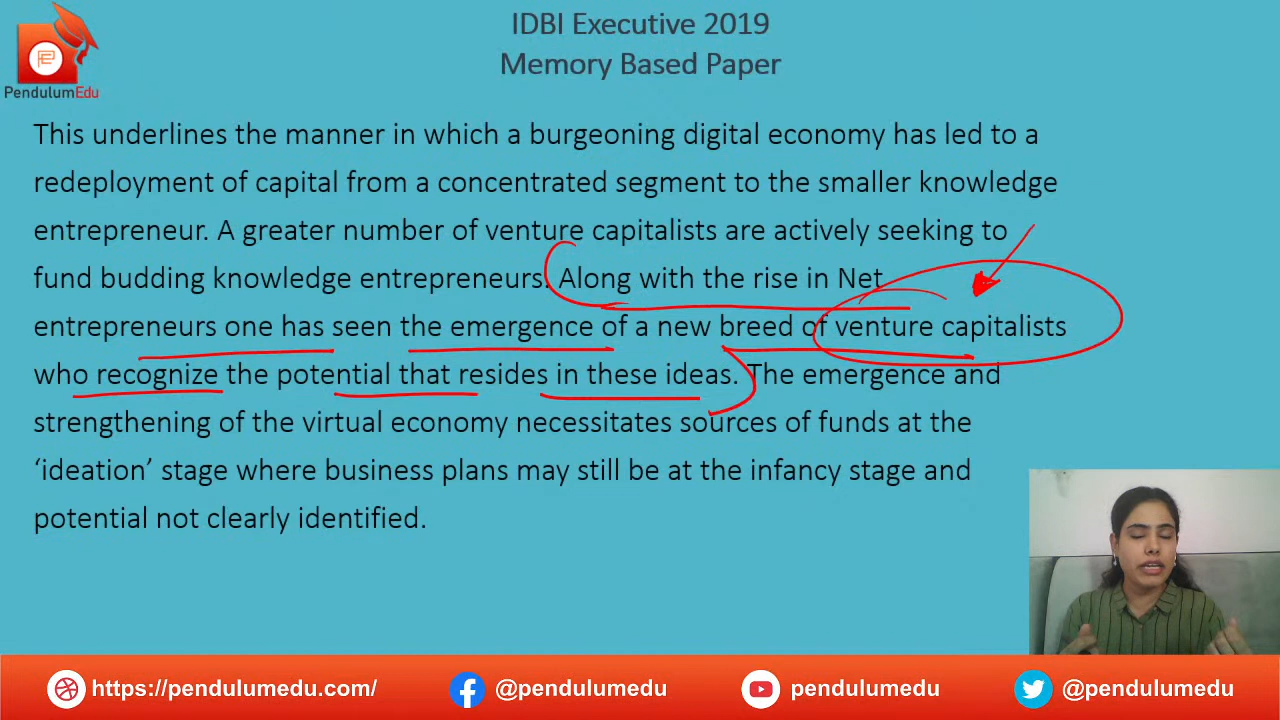 IDBI Executive 2019
Memory Based Paper
PendulumEdu
This underlines the manner in which a burgeoning digital economy has led to a
redeployment of capital from a concentrated segment to the smaller knowledge
entrepreneur. A greater number of venture capitalists are actively seeking to
fund budding knowledge entrepreneurs. Along with the rise in Net
entrepreneurs one has seen the emergence of a new breed of venture capitalists
who recognize the potential that resides in these ideas. The emergence and
strengthening of the virtual economy necessitates sources of funds at the
‘ideation’ stage where business plans may still be at the infancy stage and
potential not clearly identified.
https://pendulumedu.com/ @pendulumedu pendulumedu @pendulumedu